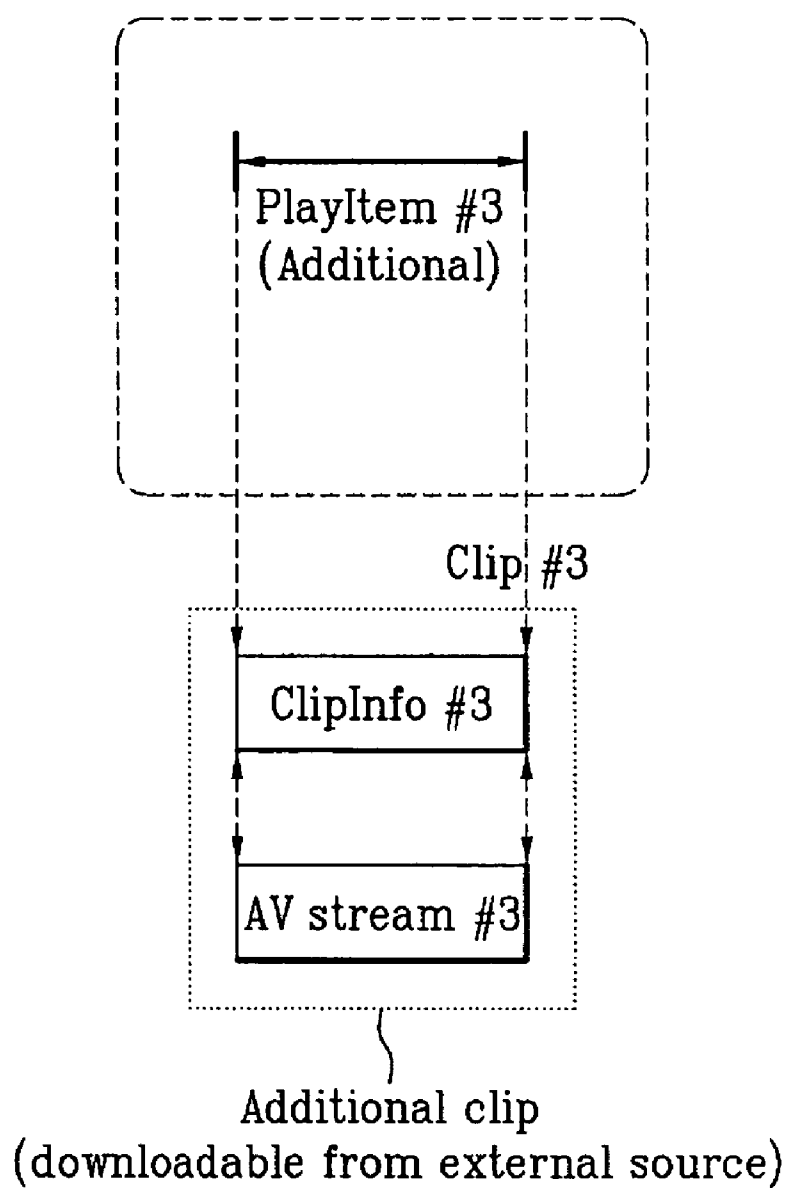 PlayItem #3
(Additional)
Clip #3
ClipInfo #3
AV stream #3
Additional clip
(downloadable from external source)